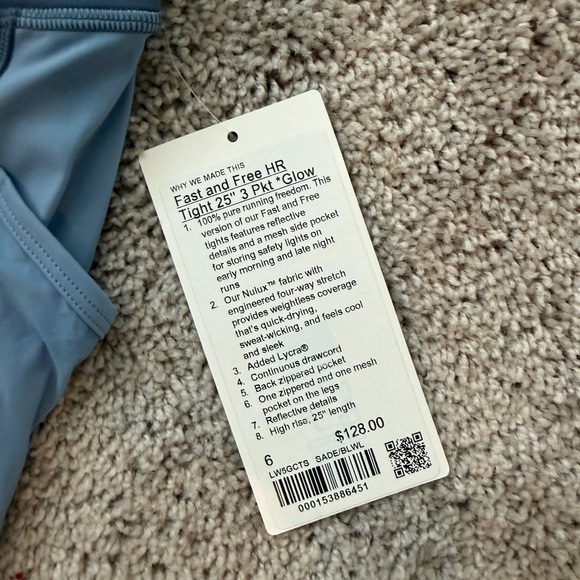 WHY WE MADE THIS
Fast and Free HR
Tight 25" 3 Pkt *Glow
1. 100% pure running freedom. This
version of our Fast and Free
tights features reflective
details and a mesh side pocket
for storing safety lights on
early morning and late night
runs
2. Our Nulux™ fabric with
engineered four-way stretch
provides weightless coverage
that's quick-drying,
sweat-wicking, and feels cool
and sleek
3. Added Lycra®
4. Continuous drawcord
5. Back zippered pocket
6. One zippered and one mesh
pocket on the legs
7. Reflective details
8. High rise, 25" length
6 $128.00
LW5GCTS SADE/BLWL
000153886451